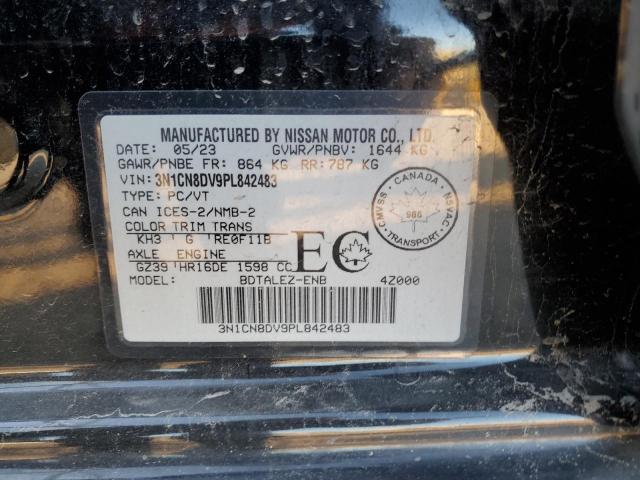 MANUFACTURED BY NISSAN MOTOR CO., LTD.
DATE: 05/23 GVWR/PNBV: 1644 KG
GAWR/PNBE FR: 864 KG RR: 787 KG
VIN: 3N1CN8DV9PL842483
TYPE: PC/VT
CAN ICES-2/NMB-2
COLOR TRIM TRANS
KH3 ' G 'RE0F11B
AXLE ENGINE
GZ39 'HR16DE 1598 CC
MODEL: BDTALEZ-ENB 4Z000
EC
CANADA
CMVSS NSVAC
986
TRANSPORT
3N1CN8DV9PL842483